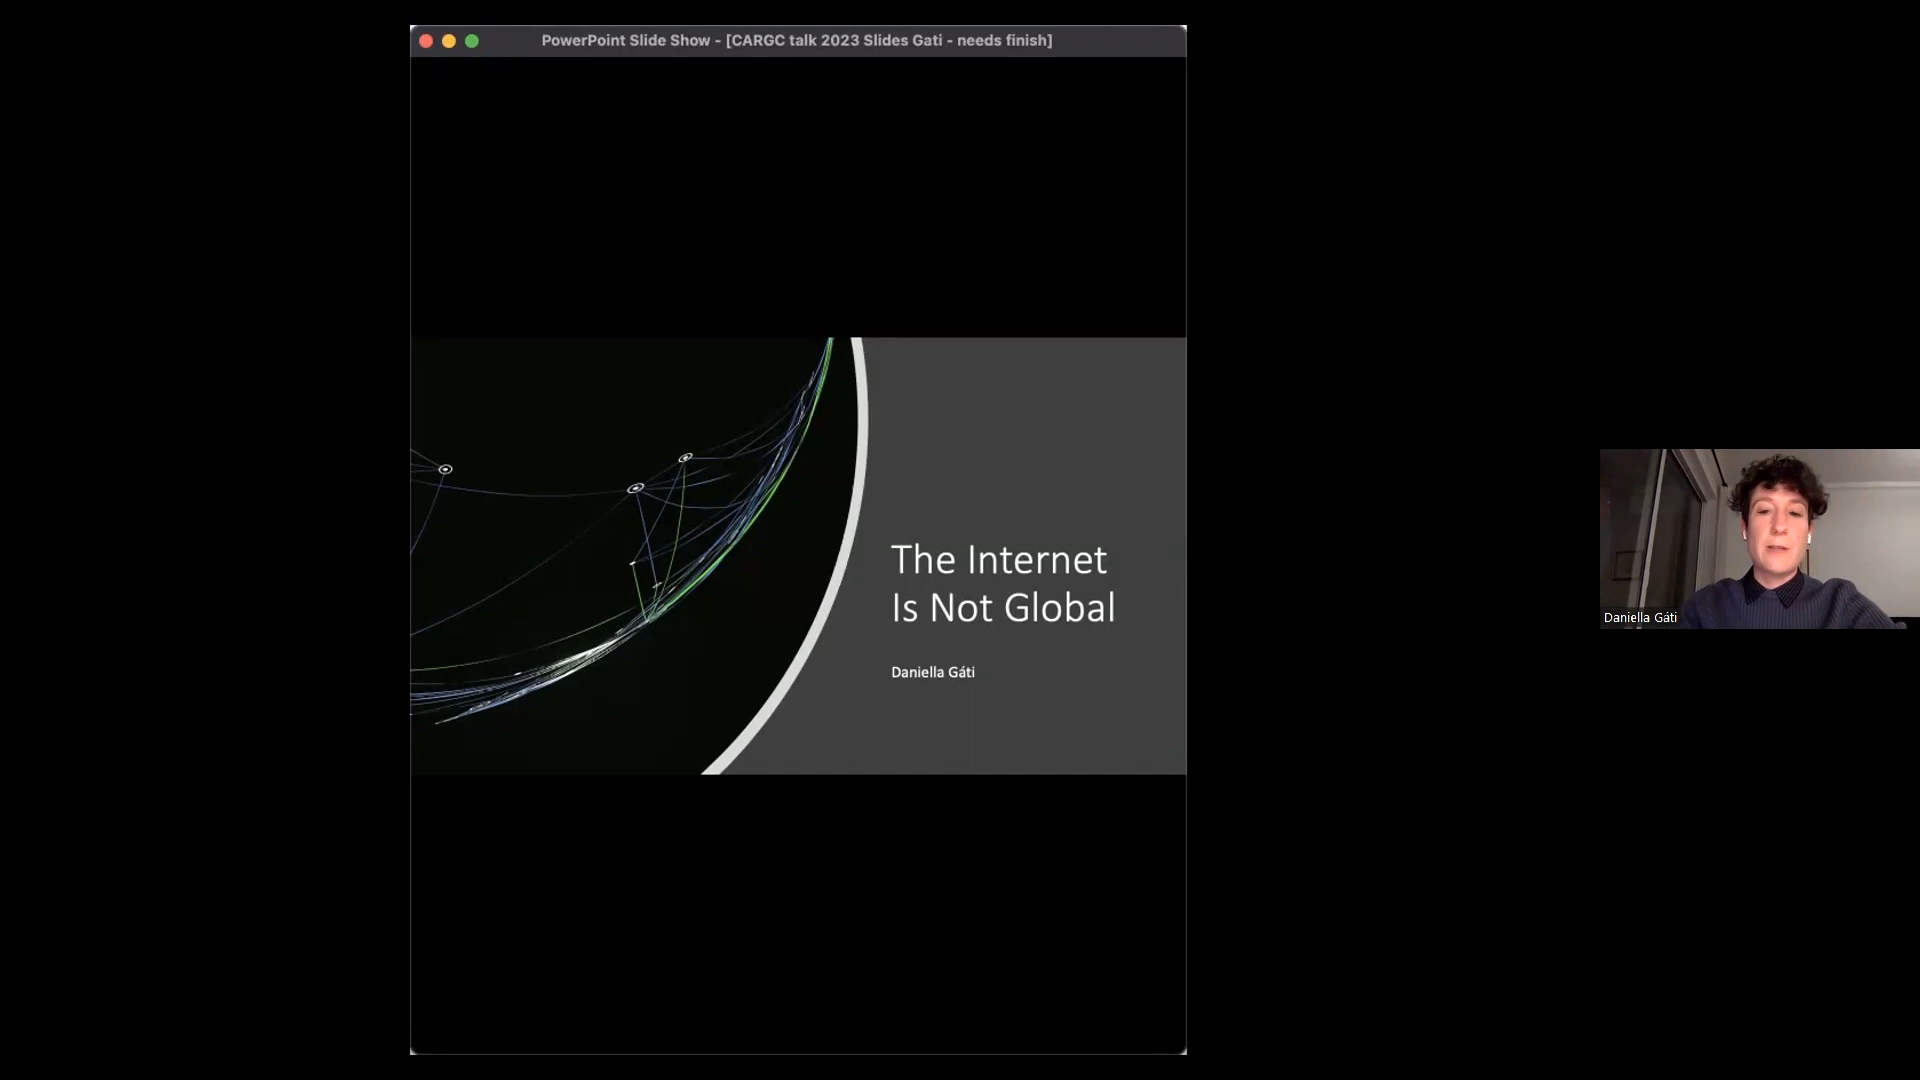 PowerPoint Slide Show - [CARGC talk 2023 Slides Gati - needs finish]
The Internet
Is Not Global
Daniella Gáti
Daniella Gáti